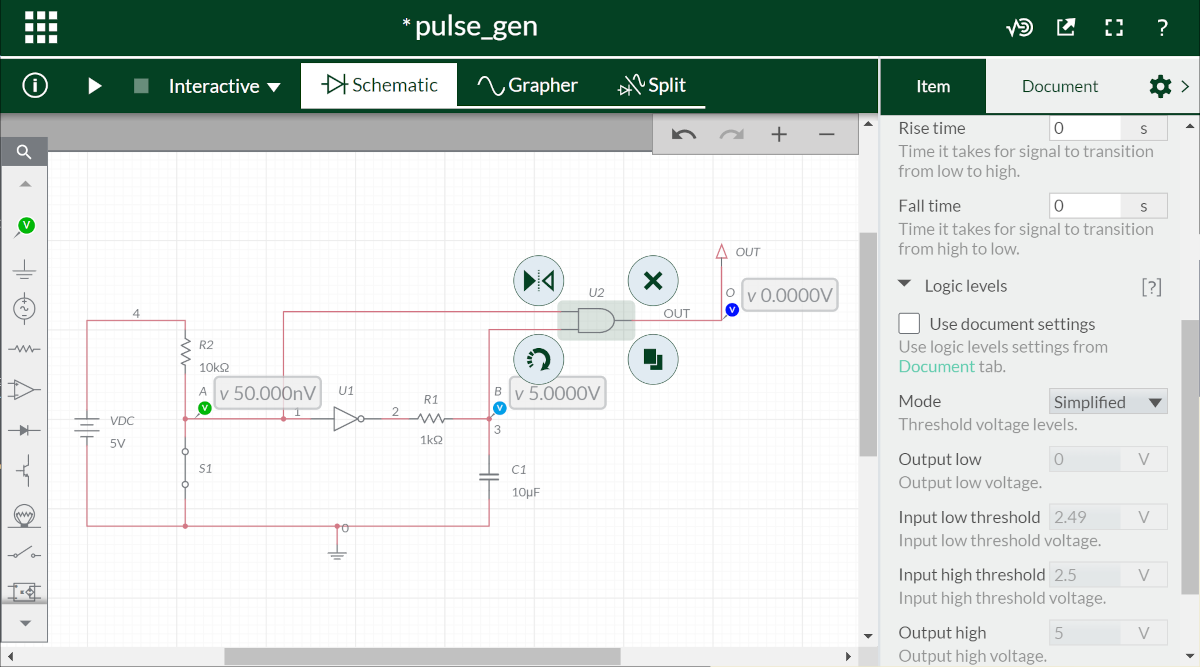 *pulse_gen
?
i
Interactive
Schematic
Grapher
Split
Item
Document
Rise time
0
s
Time it takes for signal to transition
from low to high.
Fall time
0
s
Time it takes for signal to transition
from high to low.
Logic levels
[?]
Use document settings
Use logic levels settings from
Document tab.
Mode
Simplified
Threshold voltage levels.
Output low
0
V
Output low voltage.
Input low threshold
2.49
V
Input low threshold voltage.
Input high threshold
2.5
V
Input high threshold voltage.
Output high
5
V
Output high voltage.
V
OUT
U2
O
V
v 0.0000V
OUT
4
R2
10kΩ
A
V
v 50.000nV
U1
1
2
R1
1kΩ
B
V
v 5.0000V
3
VDC
5V
S1
C1
10µF
0